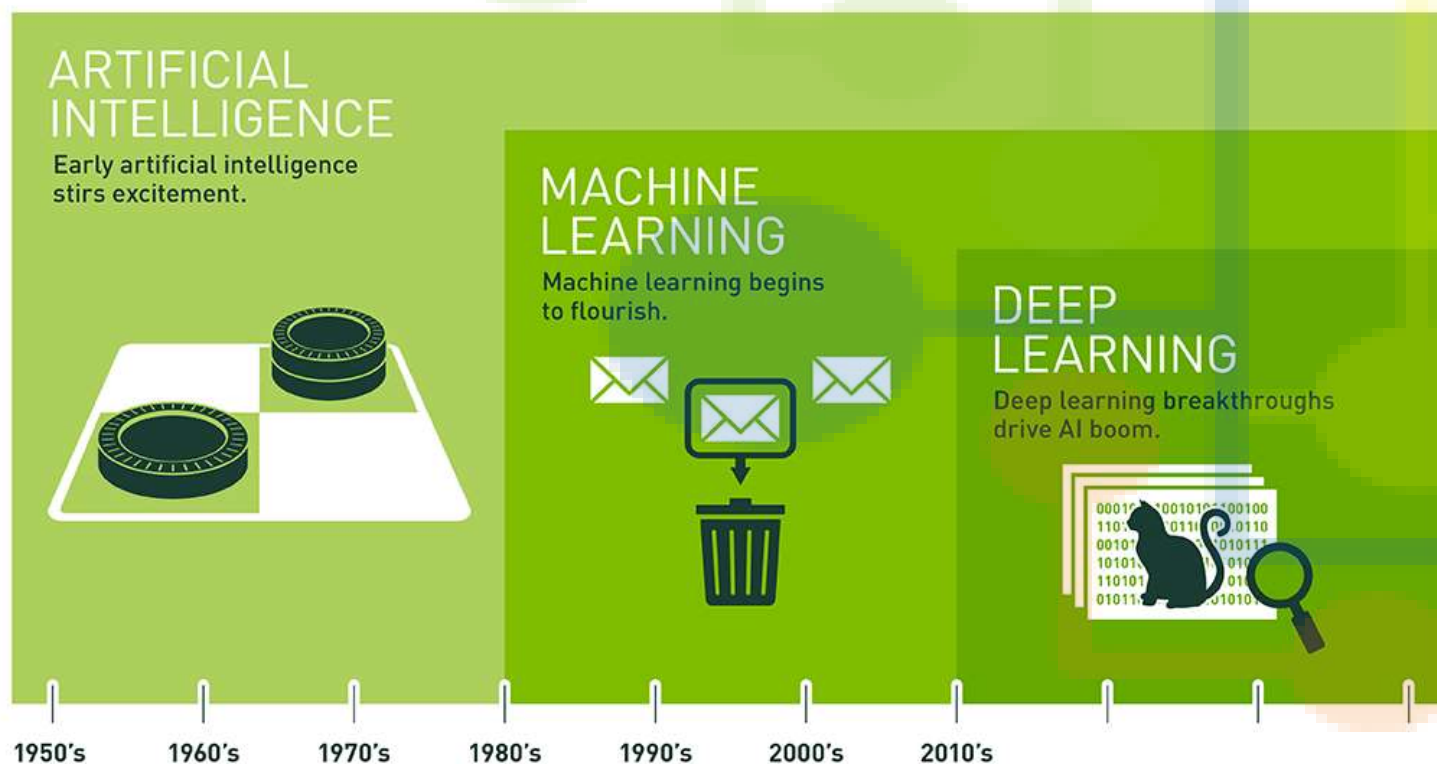 ARTIFICIAL
INTELLIGENCE
Early artificial intelligence
stirs excitement.
MACHINE
LEARNING
Machine learning begins
to flourish.
DEEP
LEARNING
Deep learning breakthroughs
drive AI boom.
1950's 1960's 1970's 1980's 1990's 2000's 2010's